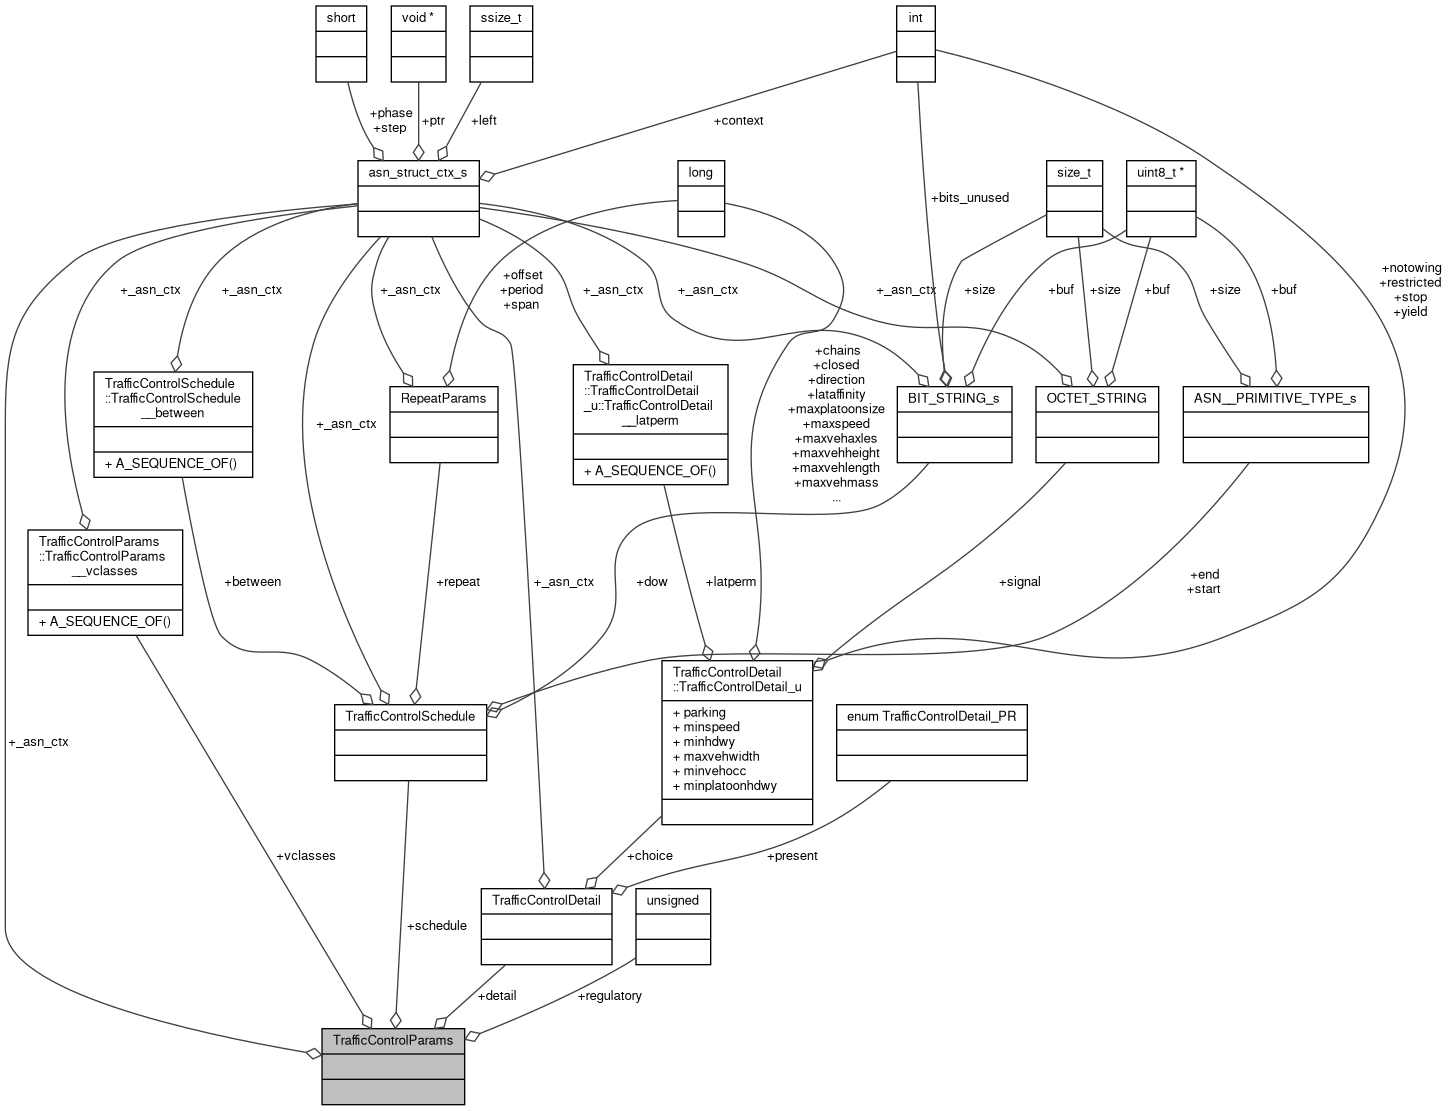 short
void *
ssize_t
int
+phase
+step
+ptr
+left
+context
asn_struct_ctx_s
long
size_t
uint8_t *
+bits_unused
+notowing
+restricted
+stop
+yield
+_asn_ctx
+_asn_ctx
+_asn_ctx
+offset
+period
+span
+_asn_ctx
+_asn_ctx
+_asn_ctx
+size
+buf
+size
+buf
+size
+buf
TrafficControlSchedule
::TrafficControlSchedule
__between
+ A_SEQUENCE_OF()
+_asn_ctx
RepeatParams
TrafficControlDetail
::TrafficControlDetail
_u::TrafficControlDetail
__latperm
+ A_SEQUENCE_OF()
+chains
+closed
+direction
+lataffinity
+maxplatoonsize
+maxspeed
+maxvehaxles
+maxvehheight
+maxvehlength
+maxvehmass
...
BIT_STRING_s
OCTET_STRING
ASN__PRIMITIVE_TYPE_s
TrafficControlParams
::TrafficControlParams
__vclasses
+ A_SEQUENCE_OF()
+between
+repeat
+_asn_ctx
+dow
+latperm
+signal
+end
+start
TrafficControlSchedule
TrafficControlDetail
::TrafficControlDetail_u
+ parking
+ minspeed
+ minhdwy
+ maxvehwidth
+ minvehocc
+ minplatoonhdwy
enum TrafficControlDetail_PR
+_asn_ctx
+vclasses
+choice
+present
+schedule
TrafficControlDetail
unsigned
+detail
+regulatory
TrafficControlParams